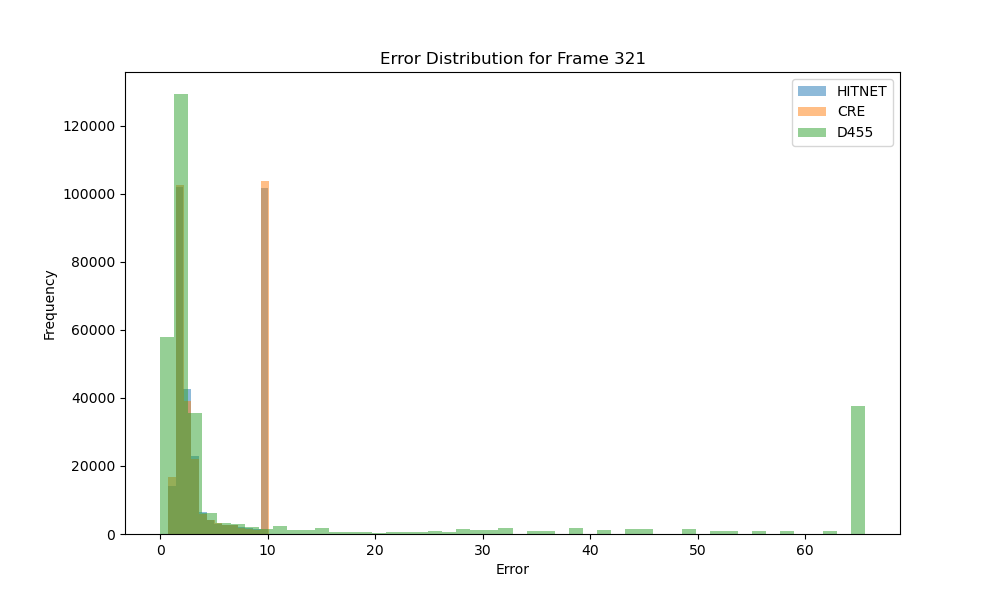 Error Distribution for Frame 321
HITNET
CRE
D455
120000
100000
80000
60000
40000
20000
0
Frequency
0 10 20 30 40 50 60
Error